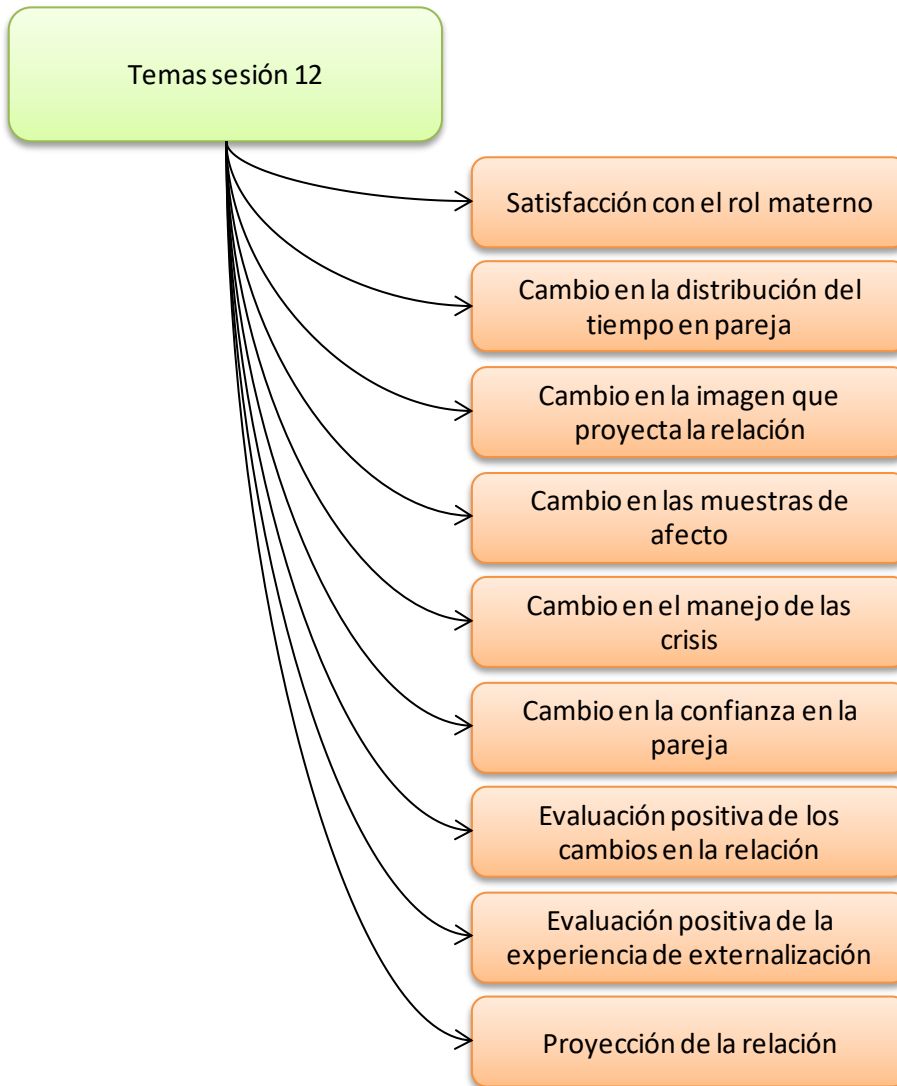 Temas sesión 12
Satisfacción con el rol materno
Cambio en la distribución del
tiempo en pareja
Cambio en la imagen que
proyecta la relación
Cambio en las muestras de
afecto
Cambio en el manejo de las
crisis
Cambio en la confianza en la
pareja
Evaluación positiva de los
cambios en la relación
Evaluación positiva de la
experiencia de externalización
Proyección de la relación